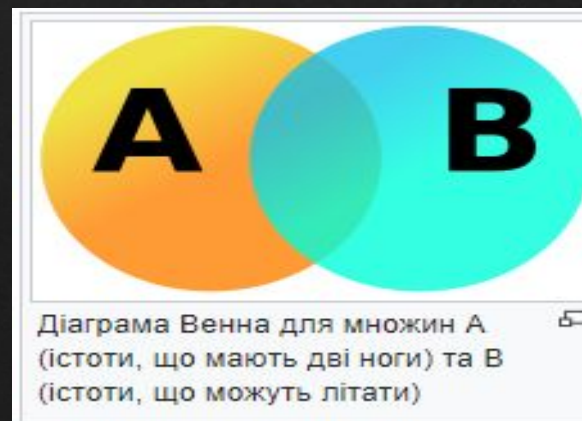 A B
Діаграма Венна для множин A
(істоти, що мають дві ноги) та B
(істоти, що можуть літати)